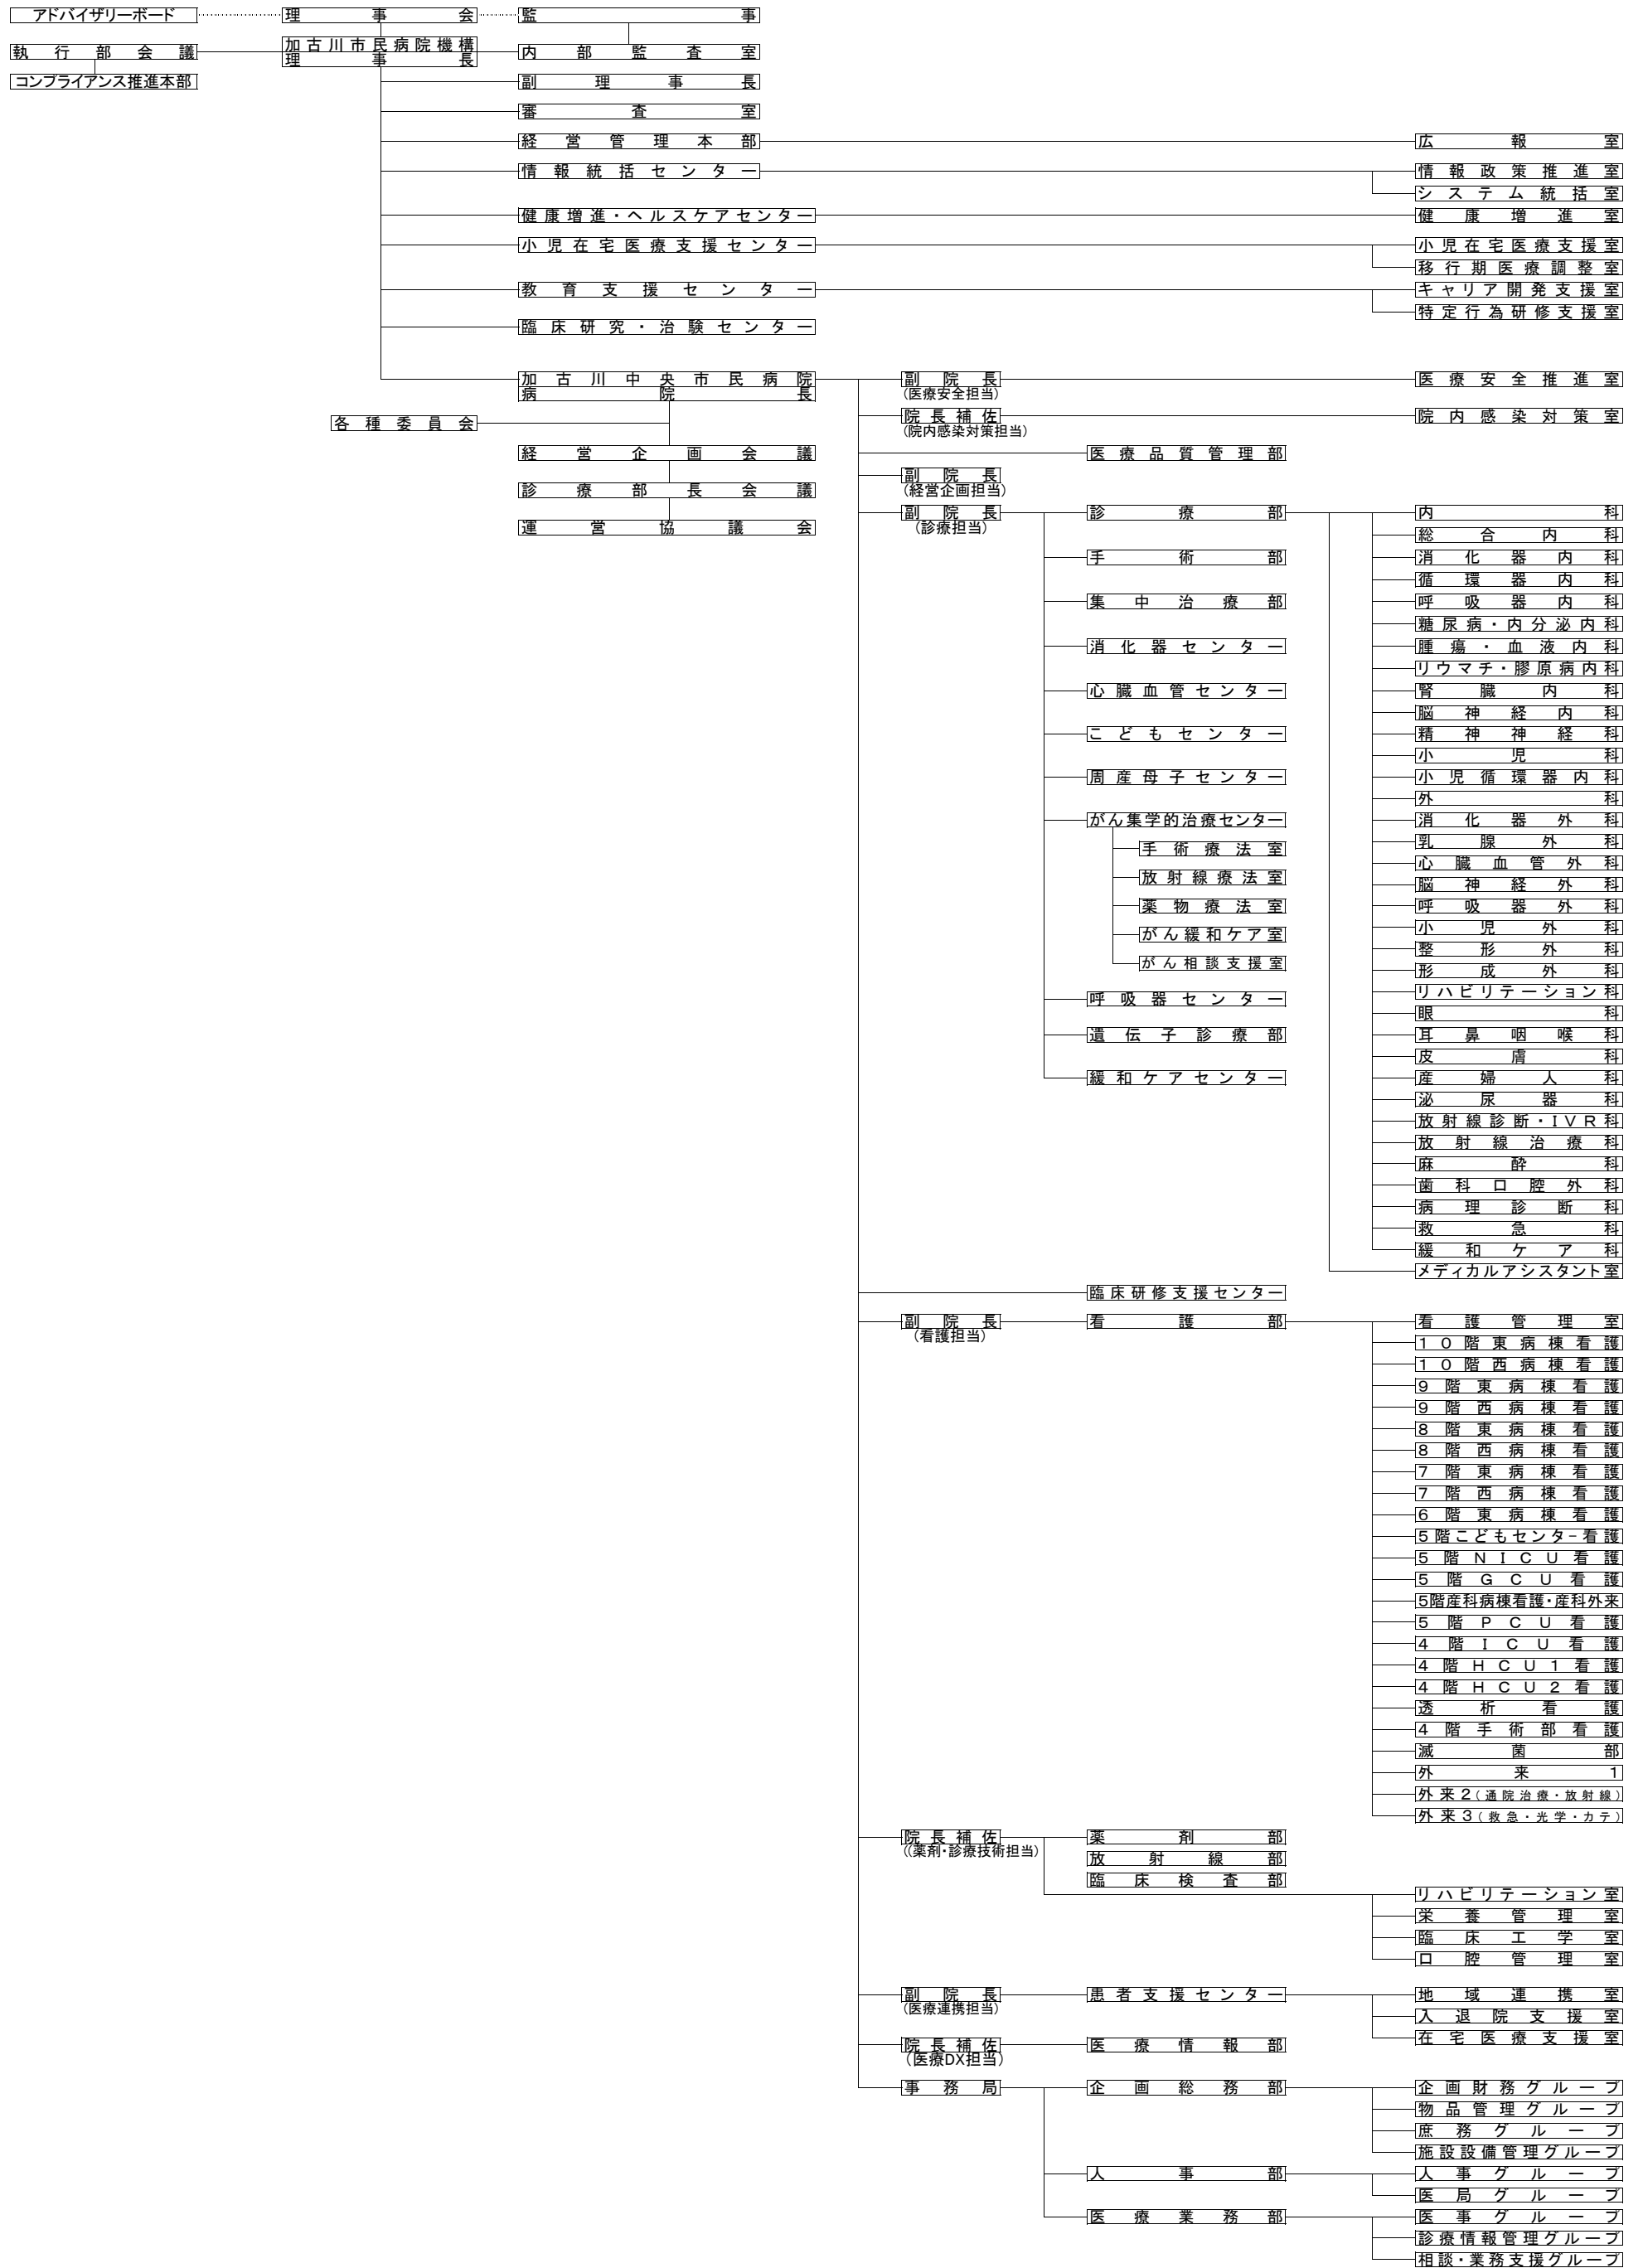 アドバイザリーボード
理事会
監事
執行部会議
加古川市民病院機構
理事長
内部監査室
コンプライアンス推進本部
副理事長
審査室
経営管理本部
広報室
情報統括センター
情報政策推進室
システム統括室
健康増進・ヘルスケアセンター
健康増進室
小児在宅医療支援センター
小児在宅医療支援室
移行期医療調整室
教育支援センター
キャリア開発支援室
特定行為研修支援室
臨床研究・治験センター
加古川中央市民病院
病院長
各種委員会
経営企画会議
診療部長会議
運営協議会
副院長
(医療安全担当)
医療安全推進室
院長補佐
(院内感染対策担当)
院内感染対策室
医療品質管理部
副院長
(経営企画担当)
副院長
(診療担当)
診療部
手術部
集中治療部
消化器センター
心臓血管センター
こどもセンター
周産母子センター
がん集学的治療センター
手術療法室
放射線療法室
薬物療法室
がん緩和ケア室
がん相談支援室
呼吸器センター
遺伝子診療部
緩和ケアセンター
内科
総合内科
消化器内科
循環器内科
呼吸器内科
糖尿病・内分泌内科
腫瘍・血液内科
リウマチ・膠原病内科
腎臓内科
脳神経内科
精神神経科
小児科
小児循環器内科
外科
消化器外科
乳腺外科
心臓血管外科
脳神経外科
呼吸器外科
小児外科
整形外科
形成外科
リハビリテーション科
眼科
耳鼻咽喉科
皮膚科
産婦人科
泌尿器科
放射線診断・IVR科
放射線治療科
麻酔科
歯科口腔外科
病理診断科
救急科
緩和ケア科
メディカルアシスタント室
臨床研修支援センター
副院長
(看護担当)
看護部
看護管理室
10階東病棟看護
10階西病棟看護
9階東病棟看護
9階西病棟看護
8階東病棟看護
8階西病棟看護
7階東病棟看護
7階西病棟看護
6階東病棟看護
5階こどもセンター看護
5階NICU看護
5階GCU看護
5階産科病棟看護・産科外来
5階PCU看護
4階ICU看護
4階HCU1看護
4階HCU2看護
透析看護
4階手術部看護
滅菌部
外来1
外来2(通院治療・放射線)
外来3(救急・光学・カテ)
院長補佐
((薬剤・診療技術担当)
薬剤部
放射線部
臨床検査部
リハビリテーション室
栄養管理室
臨床工学室
口腔管理室
副院長
(医療連携担当)
患者支援センター
地域連携室
入退院支援室
在宅医療支援室
院長補佐
(医療DX担当)
医療情報部
事務局
企画総務部
企画財務グループ
物品管理グループ
庶務グループ
施設設備管理グループ
人事部
人事グループ
医局グループ
医療業務部
医事グループ
診療情報管理グループ
相談・業務支援グループ